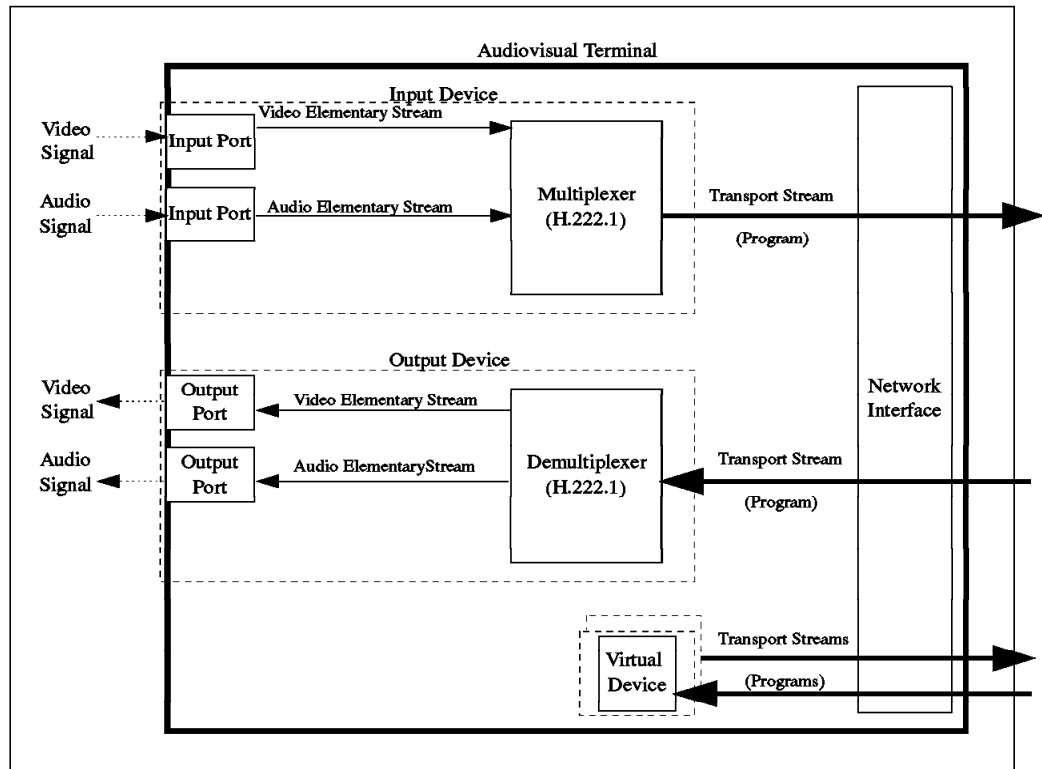 Audiovisual Terminal
Input Device
Video Elementary Stream
Video
Signal
Input Port
Audio
Signal
Input Port
Audio Elementary Stream
Multiplexer
(H.222.1)
Transport Stream
(Program)
Output Device
Video
Signal
Output
Port
Video Elementary Stream
Audio
Signal
Output
Port
Audio ElementaryStream
Demultiplexer
(H.222.1)
Transport Stream
(Program)
Network
Interface
Virtual
Device
Transport Streams
(Programs)